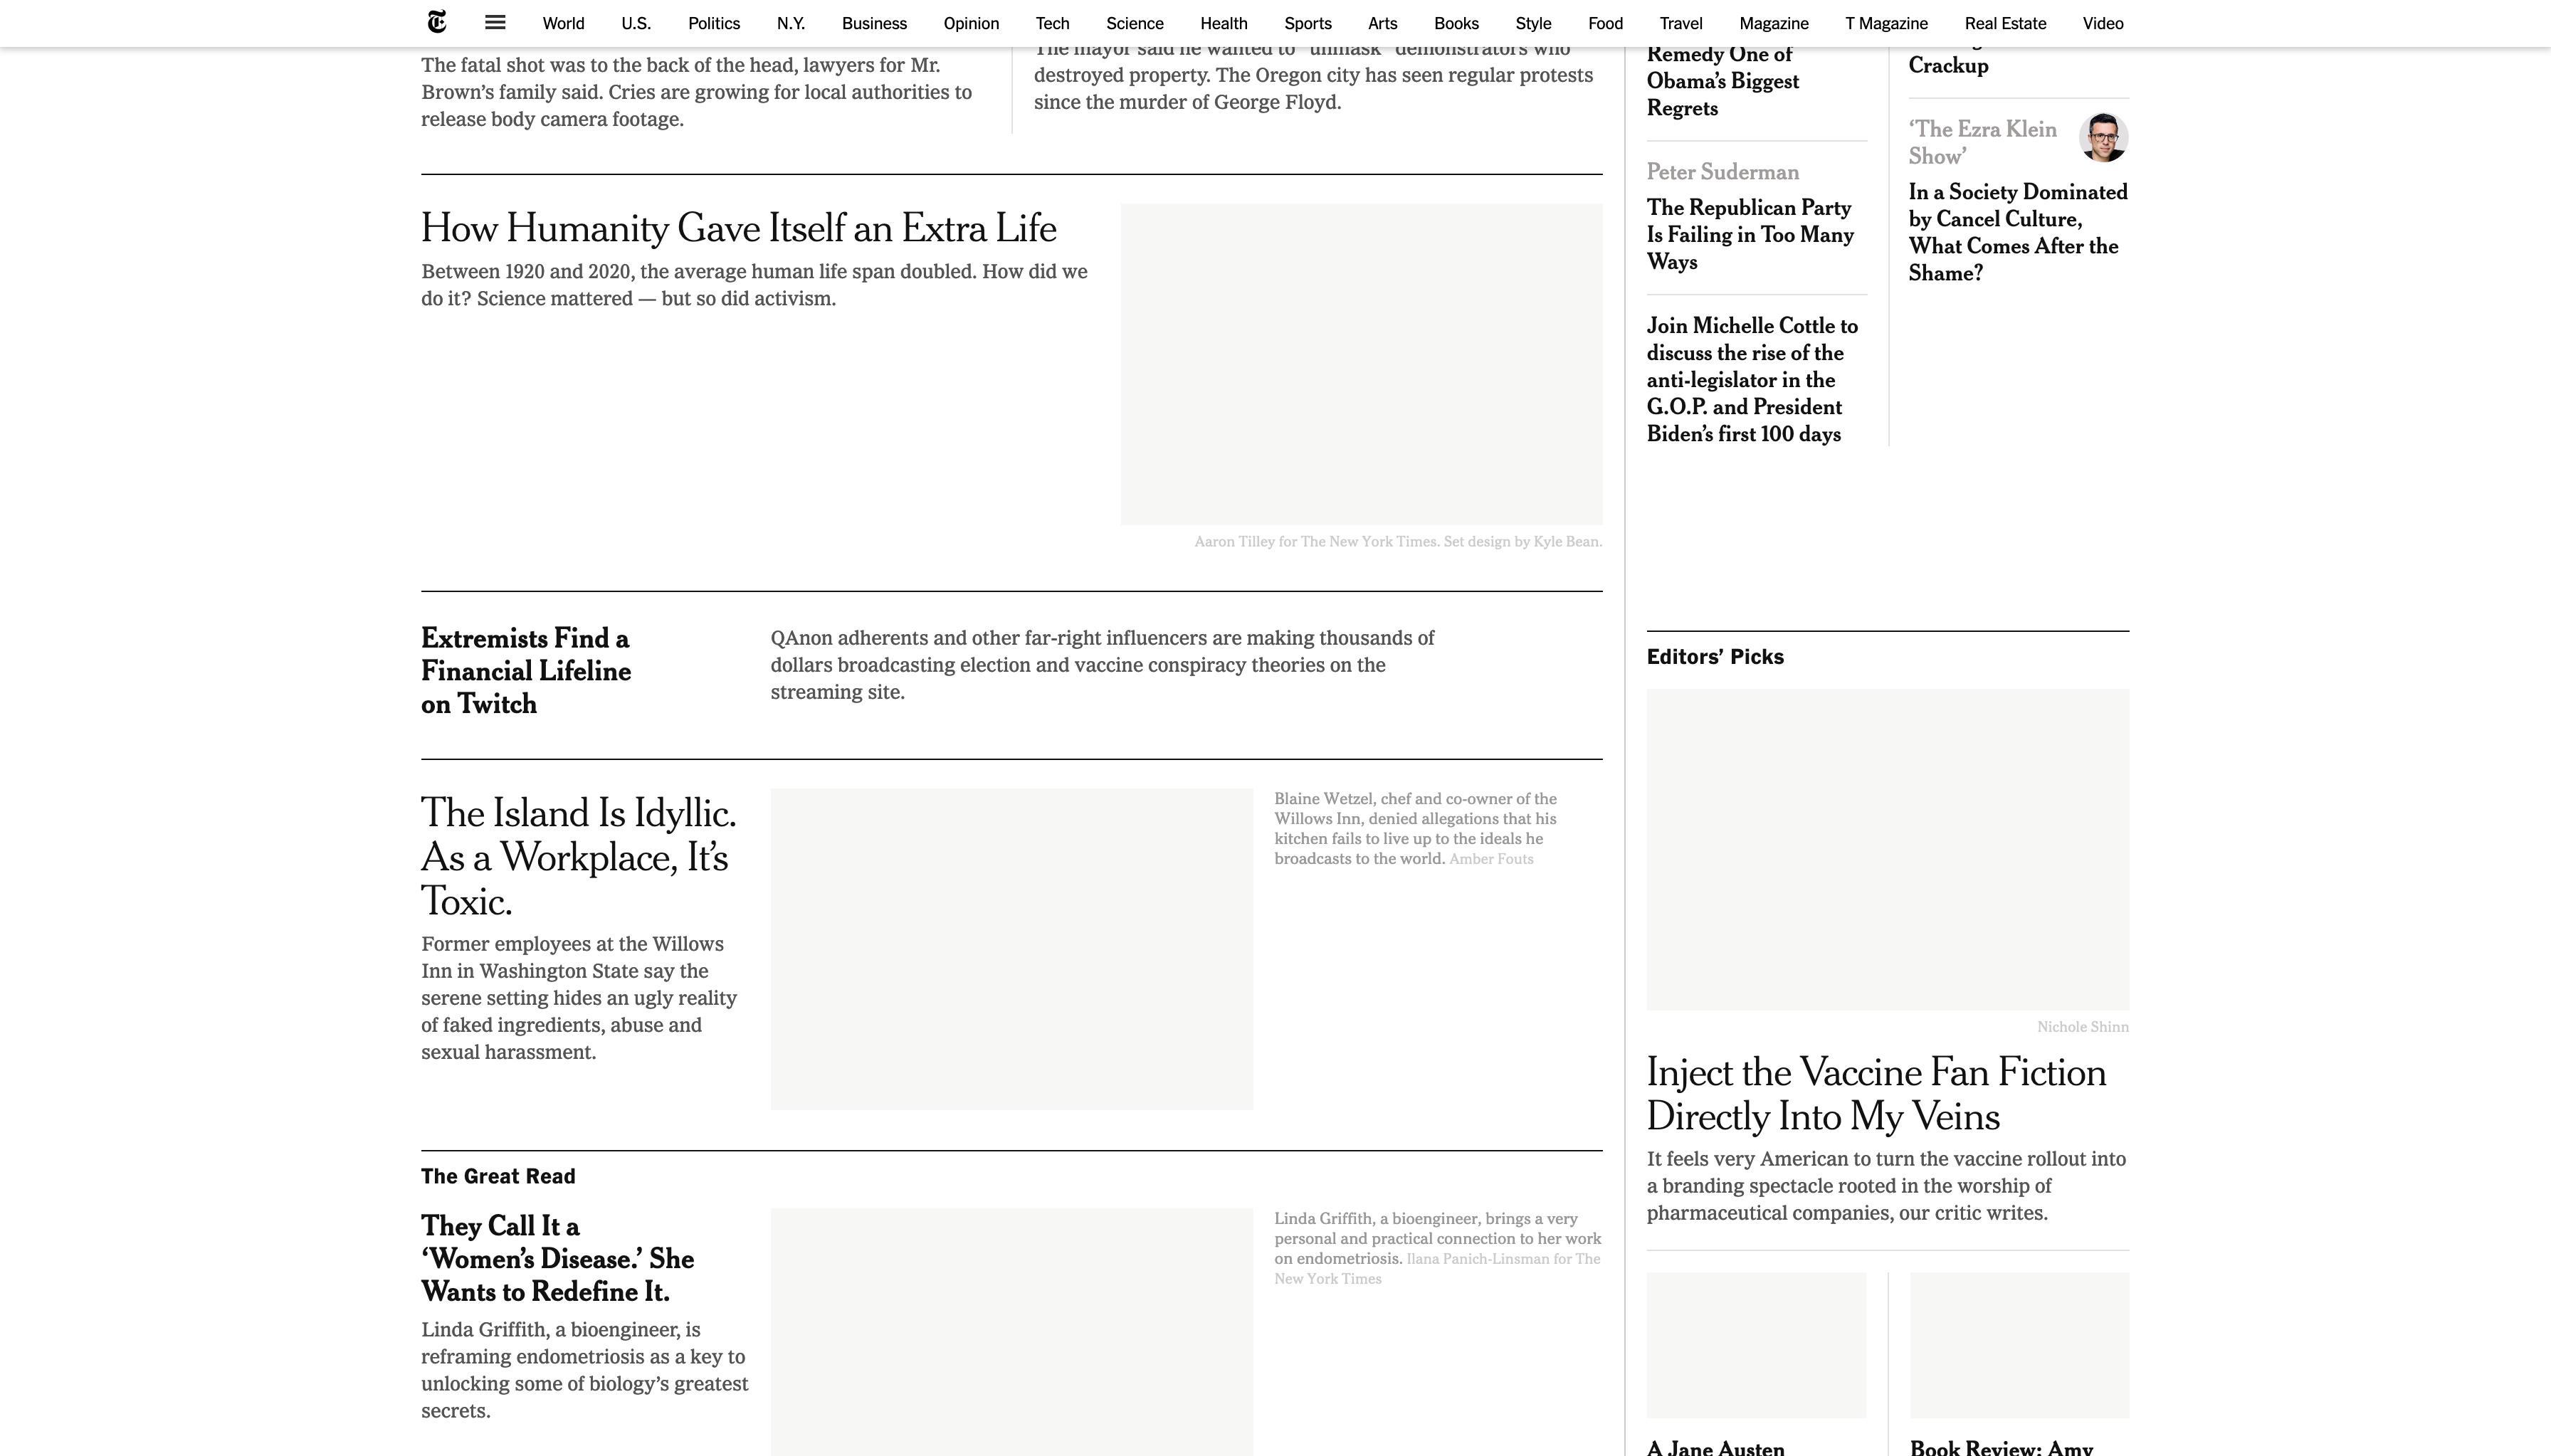 World U.S. Politics N.Y. Business Opinion Tech Science Health Sports Arts Books Style Food Travel Magazine T Magazine Real Estate Video
The fatal shot was to the back of the head, lawyers for Mr.
Brown’s family said. Cries are growing for local authorities to
release body camera footage.
The mayor said he wanted to “unmask” demonstrators who
destroyed property. The Oregon city has seen regular protests
since the murder of George Floyd.
How Humanity Gave Itself an Extra Life
Between 1920 and 2020, the average human life span doubled. How did we
do it? Science mattered — but so did activism.
Aaron Tilley for The New York Times. Set design by Kyle Bean.
Extremists Find a
Financial Lifeline
on Twitch
QAnon adherents and other far-right influencers are making thousands of
dollars broadcasting election and vaccine conspiracy theories on the
streaming site.
The Island Is Idyllic.
As a Workplace, It’s
Toxic.
Former employees at the Willows
Inn in Washington State say the
serene setting hides an ugly reality
of faked ingredients, abuse and
sexual harassment.
Blaine Wetzel, chef and co-owner of the
Willows Inn, denied allegations that his
kitchen fails to live up to the ideals he
broadcasts to the world. Amber Fouts
The Great Read
They Call It a
‘Women’s Disease.’ She
Wants to Redefine It.
Linda Griffith, a bioengineer, is
reframing endometriosis as a key to
unlocking some of biology’s greatest
secrets.
Linda Griffith, a bioengineer, brings a very
personal and practical connection to her work
on endometriosis. Ilana Panich-Linsman for The
New York Times
Remedy One of
Obama’s Biggest
Regrets
Peter Suderman
The Republican Party
Is Failing in Too Many
Ways
Join Michelle Cottle to
discuss the rise of the
anti-legislator in the
G.O.P. and President
Biden’s first 100 days
Crackup
‘The Ezra Klein
Show’
In a Society Dominated
by Cancel Culture,
What Comes After the
Shame?
Editors’ Picks
Nichole Shinn
Inject the Vaccine Fan Fiction
Directly Into My Veins
It feels very American to turn the vaccine rollout into
a branding spectacle rooted in the worship of
pharmaceutical companies, our critic writes.
A Jane Austen
Book Review: Amy